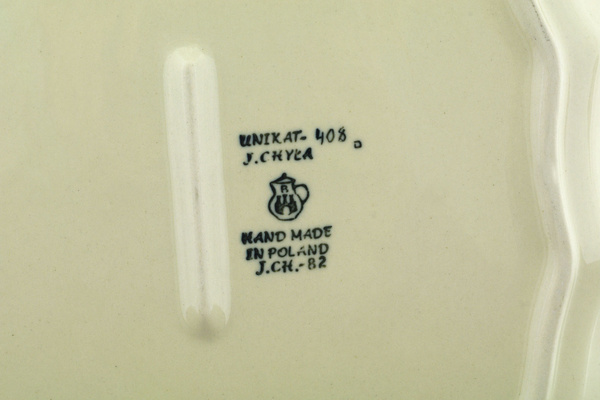 UNIKAT- 408 D
J.CHYŁA
B
HAND MADE
IN POLAND
J.CH.-82